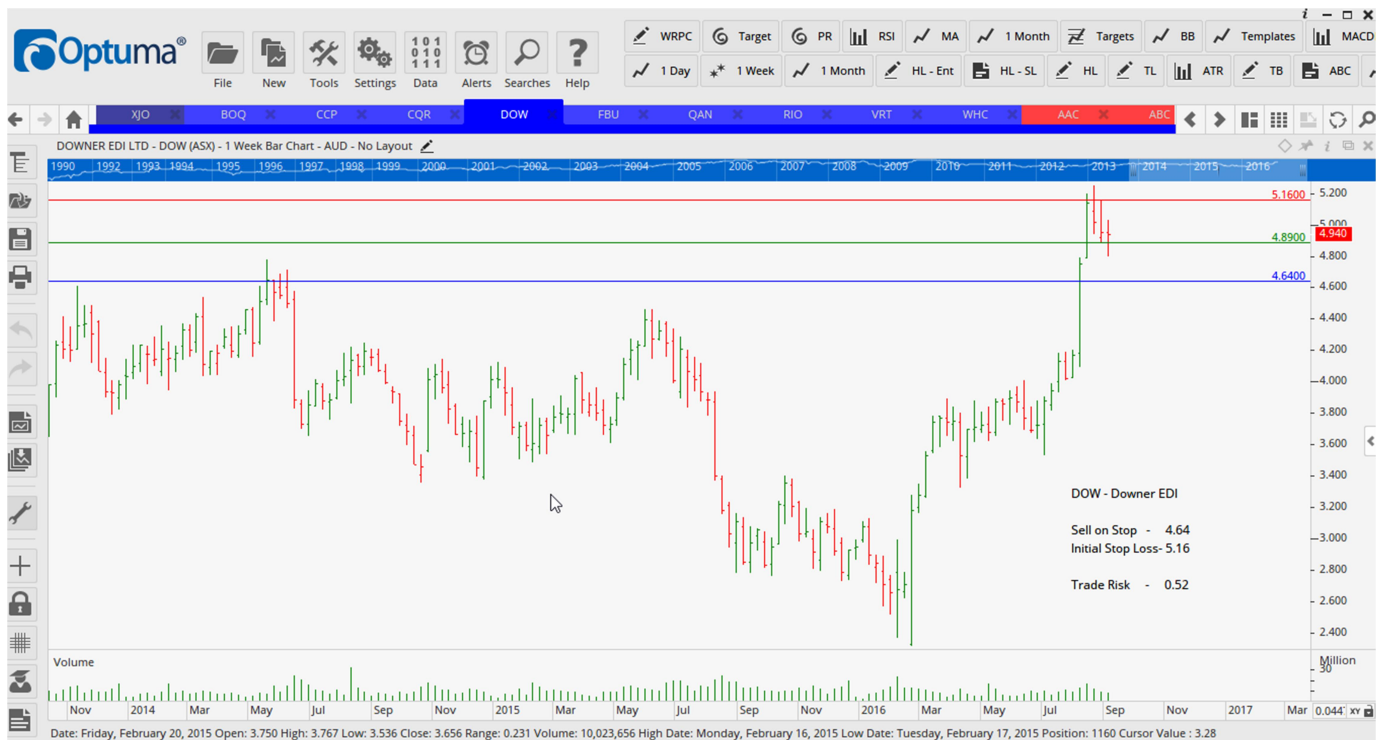 i
Optuma®
File New Tools Settings Data Alerts Searches Help
WRPC Target PR RSI MA 1 Month Targets BB Templates MACD
1 Day 1 Week 1 Month HL - Ent HL - SL HL TL ATR TB ABC
XJO BOQ CCP CQR DOW FBU QAN RIO VRT WHC AAC ABC
DOWNER EDI LTD - DOW (ASX) - 1 Week Bar Chart - AUD - No Layout
1990 1992 1993 1994 1995 1996 1997 1998 1999 2000 2001 2002 2003 2004 2005 2006 2007 2008 2009 2010 2011 2012 2013 2014 2015 2016
5.1600
5.200
5.000
4.8900
4.940
4.800
4.6400
4.600
4.400
4.200
4.000
3.800
3.600
3.400
3.200
3.000
2.800
2.600
2.400
DOW - Downer EDI
Sell on Stop - 4.64
Initial Stop Loss- 5.16
Trade Risk - 0.52
Volume
Million
30
Nov 2014 Mar May Jul Sep Nov 2015 Mar May Jul Sep Nov 2016 Mar May Jul Sep Nov 2017 Mar 0.044 XY
Date: Friday, February 20, 2015 Open: 3.750 High: 3.767 Low: 3.536 Close: 3.656 Range: 0.231 Volume: 10,023,656 High Date: Monday, February 16, 2015 Low Date: Tuesday, February 17, 2015 Position: 1160 Cursor Value : 3.28